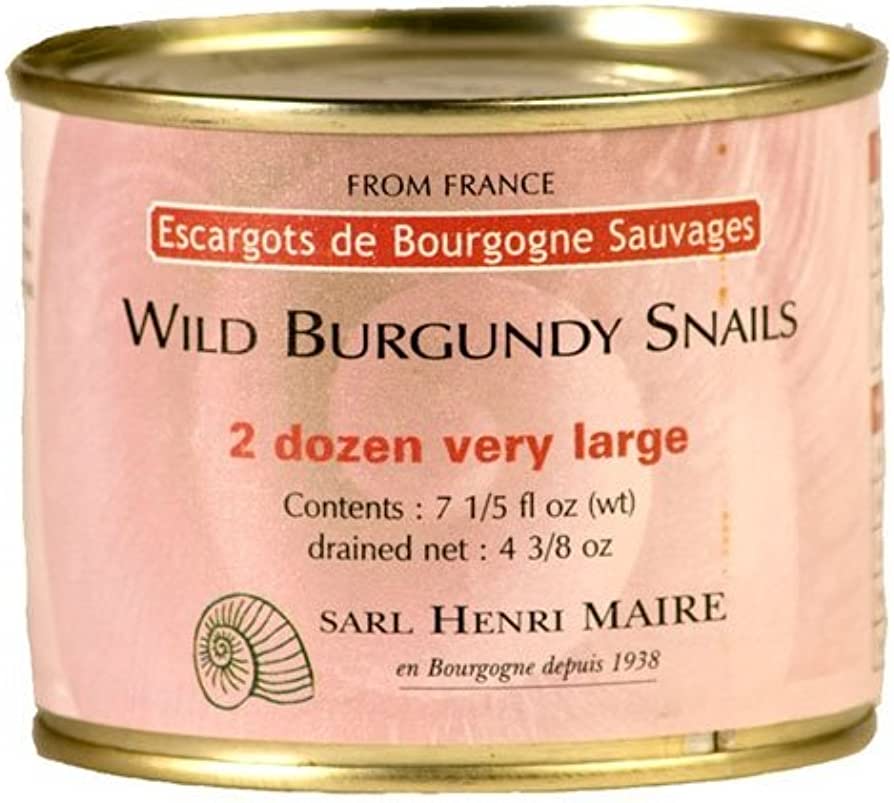 FROM FRANCE
Escargots de Bourgogne Sauvages
WILD BURGUNDY SNAILS
2 dozen very large
Contents : 7 1/5 fl oz (wt)
drained net : 4 3/8 oz
SARL HENRI MAIRE
en Bourgogne depuis 1938